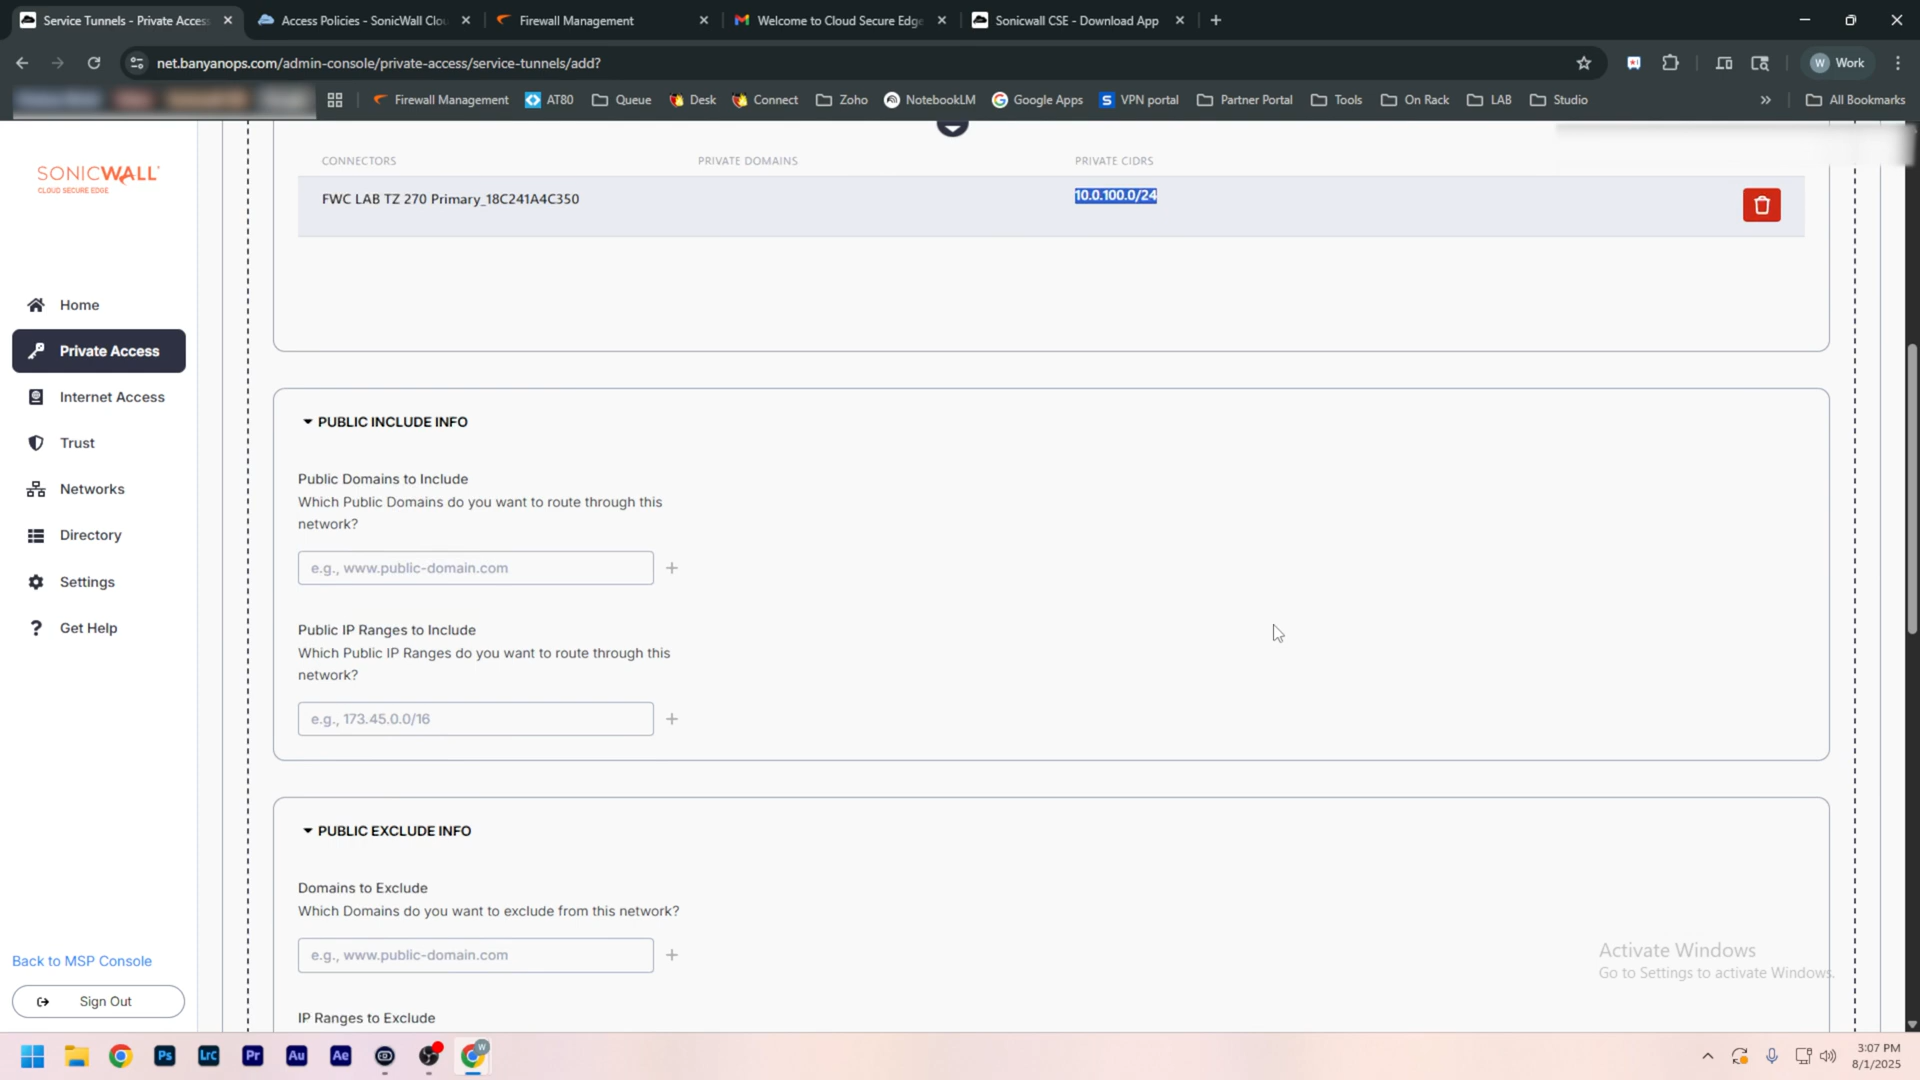 Service Tunnels - Private Access
Access Policies - SonicWall Clou
Firewall Management
Welcome to Cloud Secure Edge
Sonicwall CSE - Download App
net.banyanops.com/admin-console/private-access/service-tunnels/add?
W Work
Firewall Management
AT80
Queue
Desk
Connect
Zoho
NotebookLM
Google Apps
S VPN portal
Partner Portal
Tools
On Rack
LAB
Studio
All Bookmarks
SONICWALL
CLOUD SECURE EDGE
Home
Private Access
Internet Access
Trust
Networks
Directory
Settings
? Get Help
Back to MSP Console
Sign Out
CONNECTORS PRIVATE DOMAINS PRIVATE CIDRS
FWC LAB TZ 270 Primary_18C241A4C350 10.0.100.0/24
PUBLIC INCLUDE INFO
Public Domains to Include
Which Public Domains do you want to route through this
network?
e.g., www.public-domain.com +
Public IP Ranges to Include
Which Public IP Ranges do you want to route through this
network?
e.g., 173.45.0.0/16 +
PUBLIC EXCLUDE INFO
Domains to Exclude
Which Domains do you want to exclude from this network?
e.g., www.public-domain.com +
IP Ranges to Exclude
Activate Windows
Go to Settings to activate Windows.
Ps
Lrc
Pr
Au
Ae
W
3:07 PM
8/1/2025